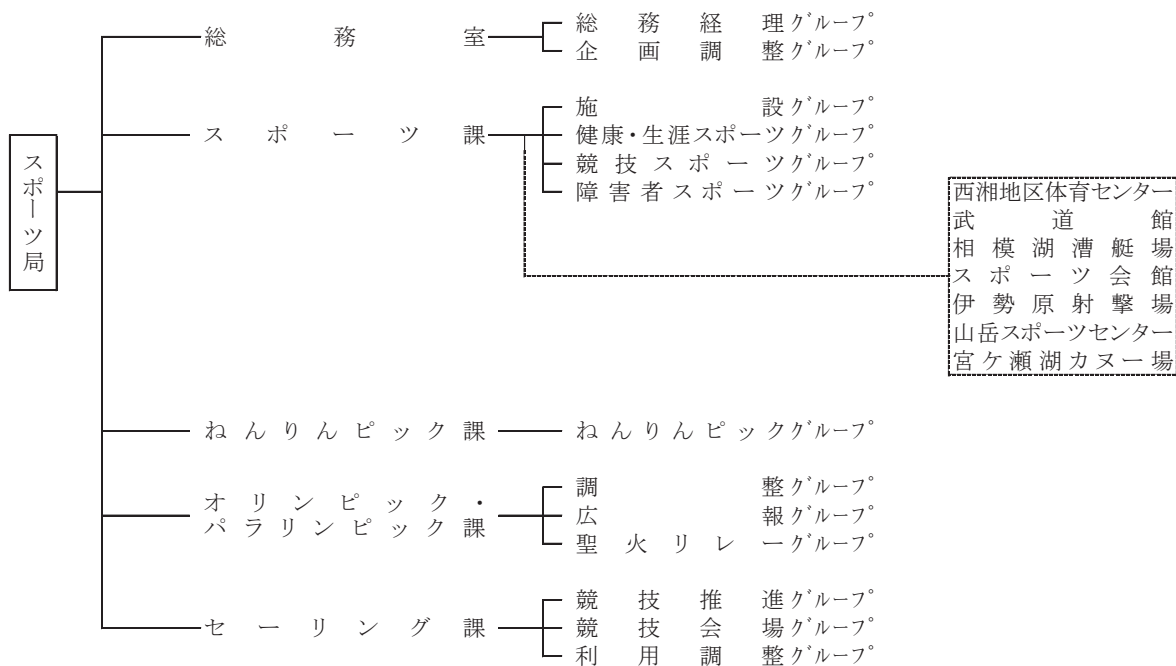 スポーツ局
総務室
総務経理グループ
企画調整グループ
スポーツ課
施設グループ
健康・生涯スポーツグループ
競技スポーツグループ
障害者スポーツグループ
西湘地区体育センター
武道館
相模湖漕艇場
スポーツ会館
伊勢原射撃場
山岳スポーツセンター
宮ケ瀬湖カヌー場
ねんりんピック課
ねんりんピックグループ
オリンピック・
パラリンピック課
調整グループ
広報グループ
聖火リレーグループ
セーリング課
競技推進グループ
競技会場グループ
利用調整グループ